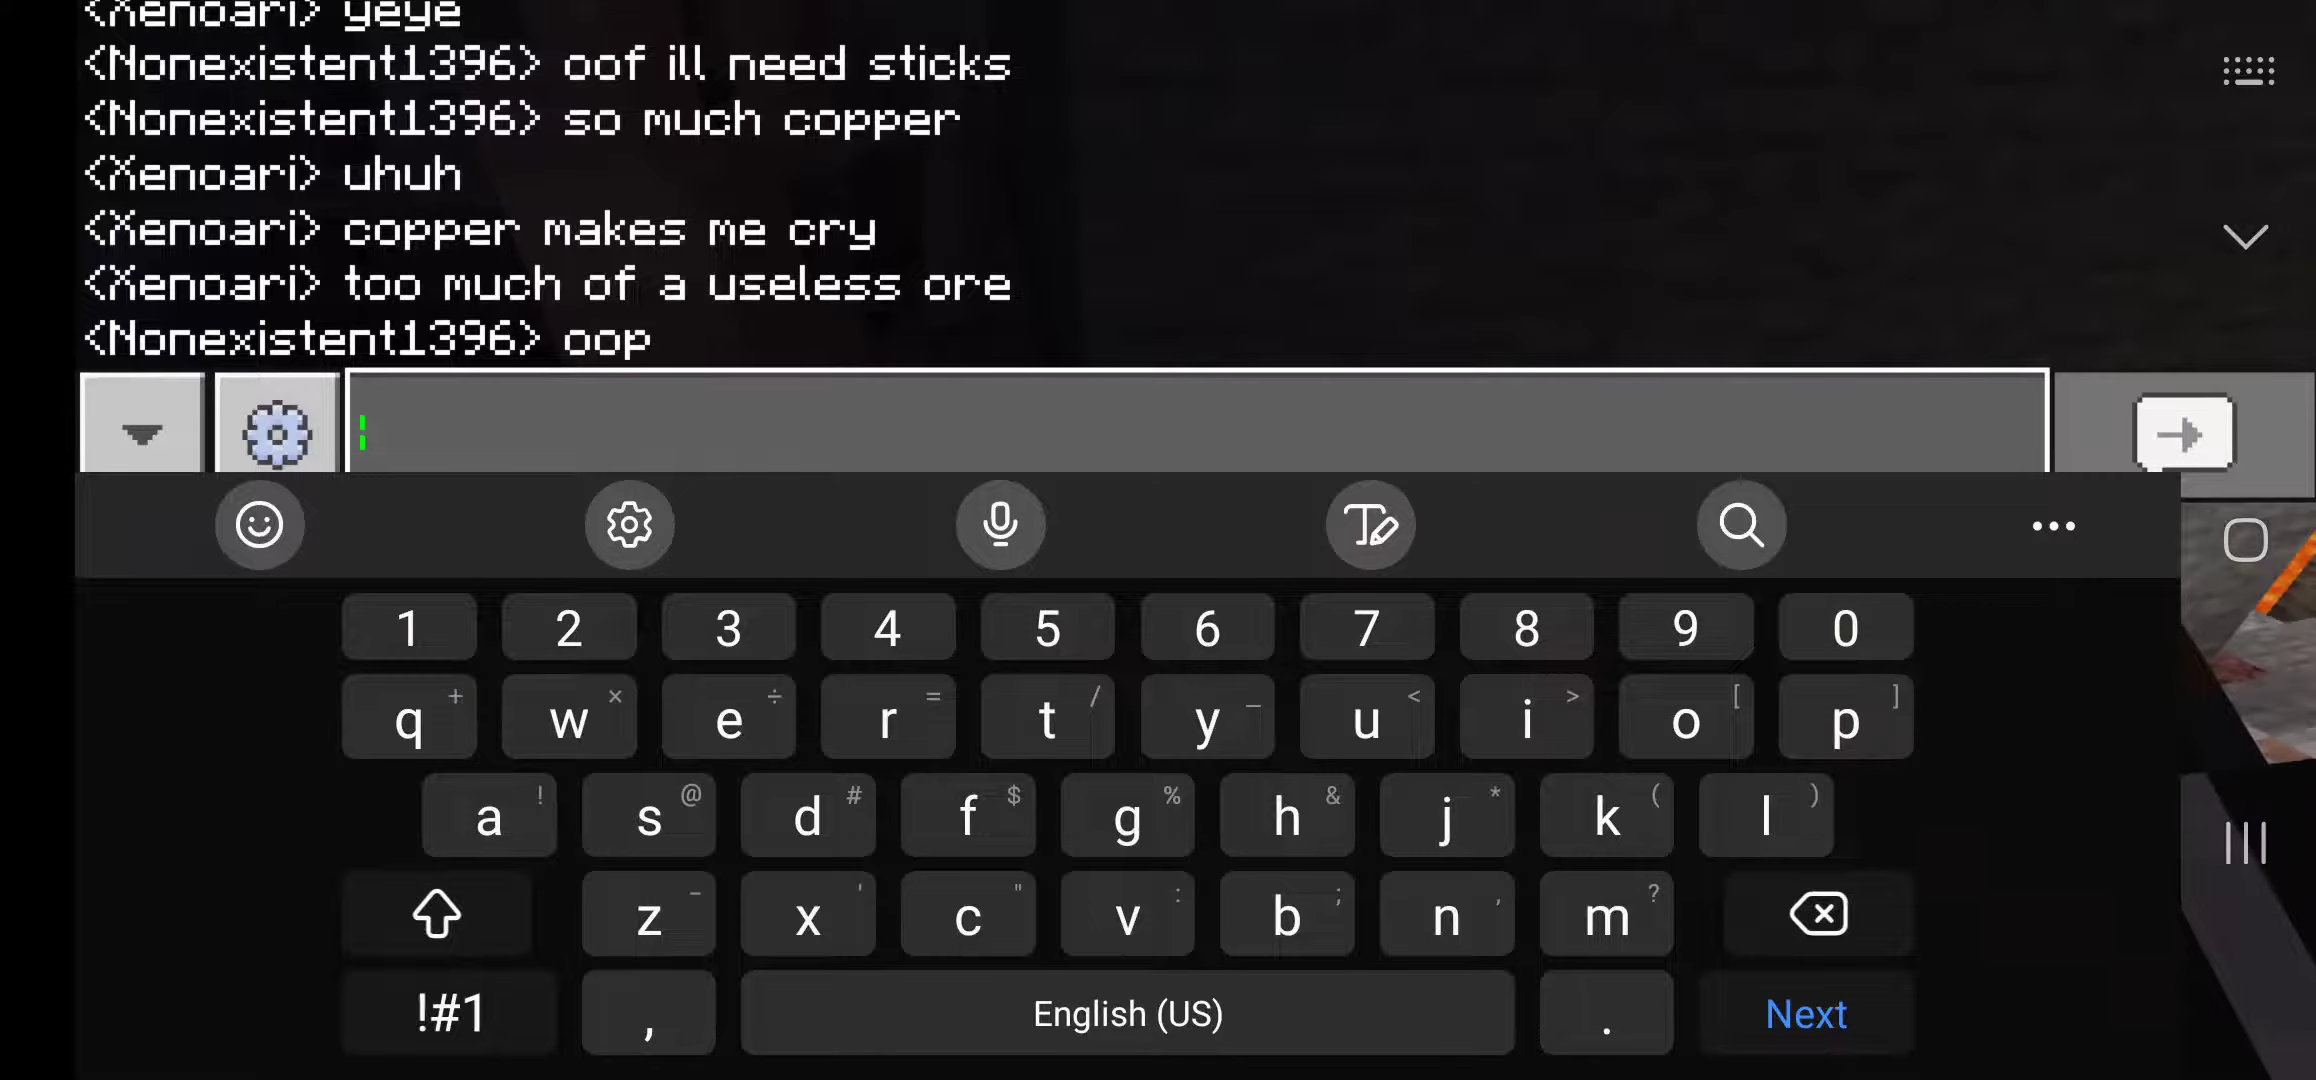 <Xenoari> yeye
<Nonexistent1396> oof ill need sticks
<Nonexistent1396> so much copper
<Xenoari> uhuh
<Xenoari> copper makes me cry
<Xenoari> too much of a useless ore
<Nonexistent1396> oop
1 2 3 4 5 6 7 8 9 0
q + w × e ÷ r = t / y _ u < i > o [ p ]
a ! s @ d # f $ g % h & j * k ( l )
z - x ' c " v : b ; n , m ?
!#1 , English (US) . Next